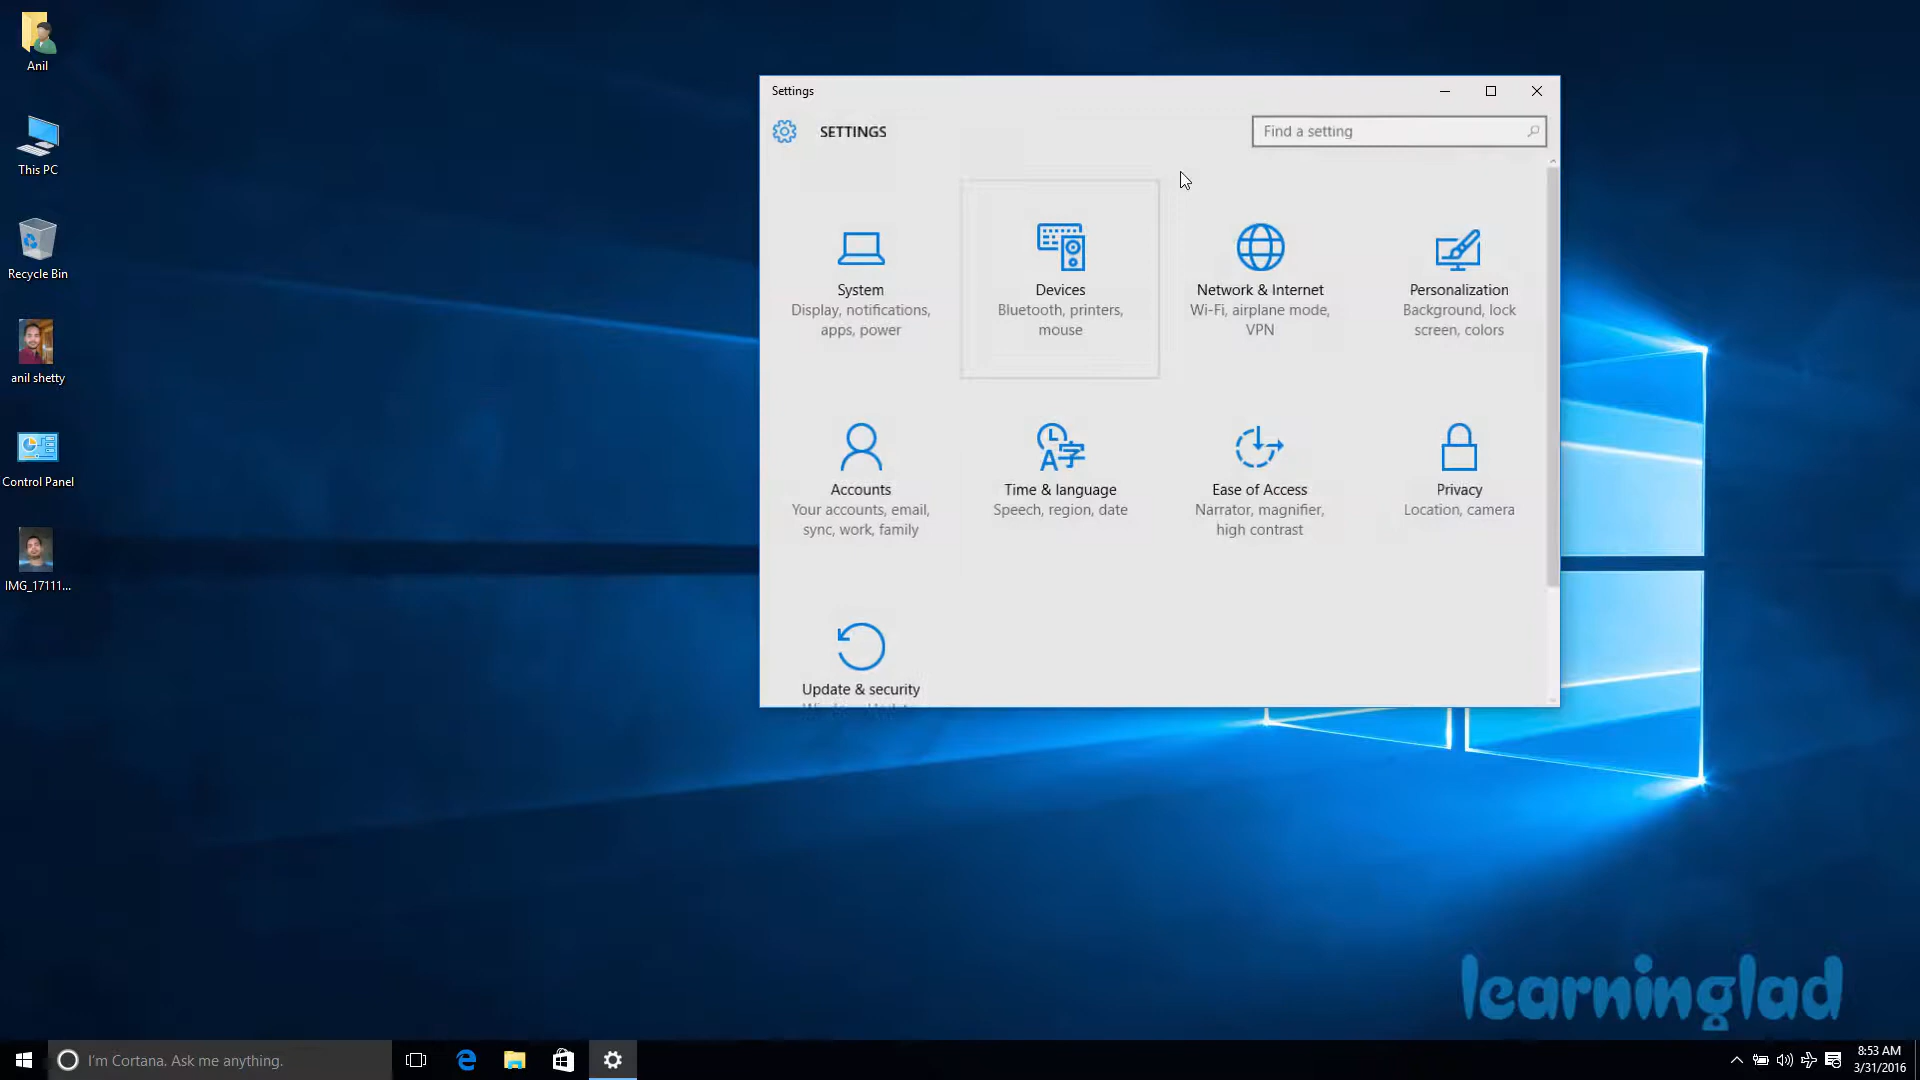 Anil
This PC
Recycle Bin
anil shetty
Control Panel
IMG_17111...
Settings
SETTINGS
Find a setting
System
Display, notifications,
apps, power
Devices
Bluetooth, printers,
mouse
Network & Internet
Wi-Fi, airplane mode,
VPN
Personalization
Background, lock
screen, colors
Accounts
Your accounts, email,
sync, work, family
Time & language
Speech, region, date
Ease of Access
Narrator, magnifier,
high contrast
Privacy
Location, camera
Update & security
learninglad
I'm Cortana. Ask me anything.
8:53 AM
3/31/2016